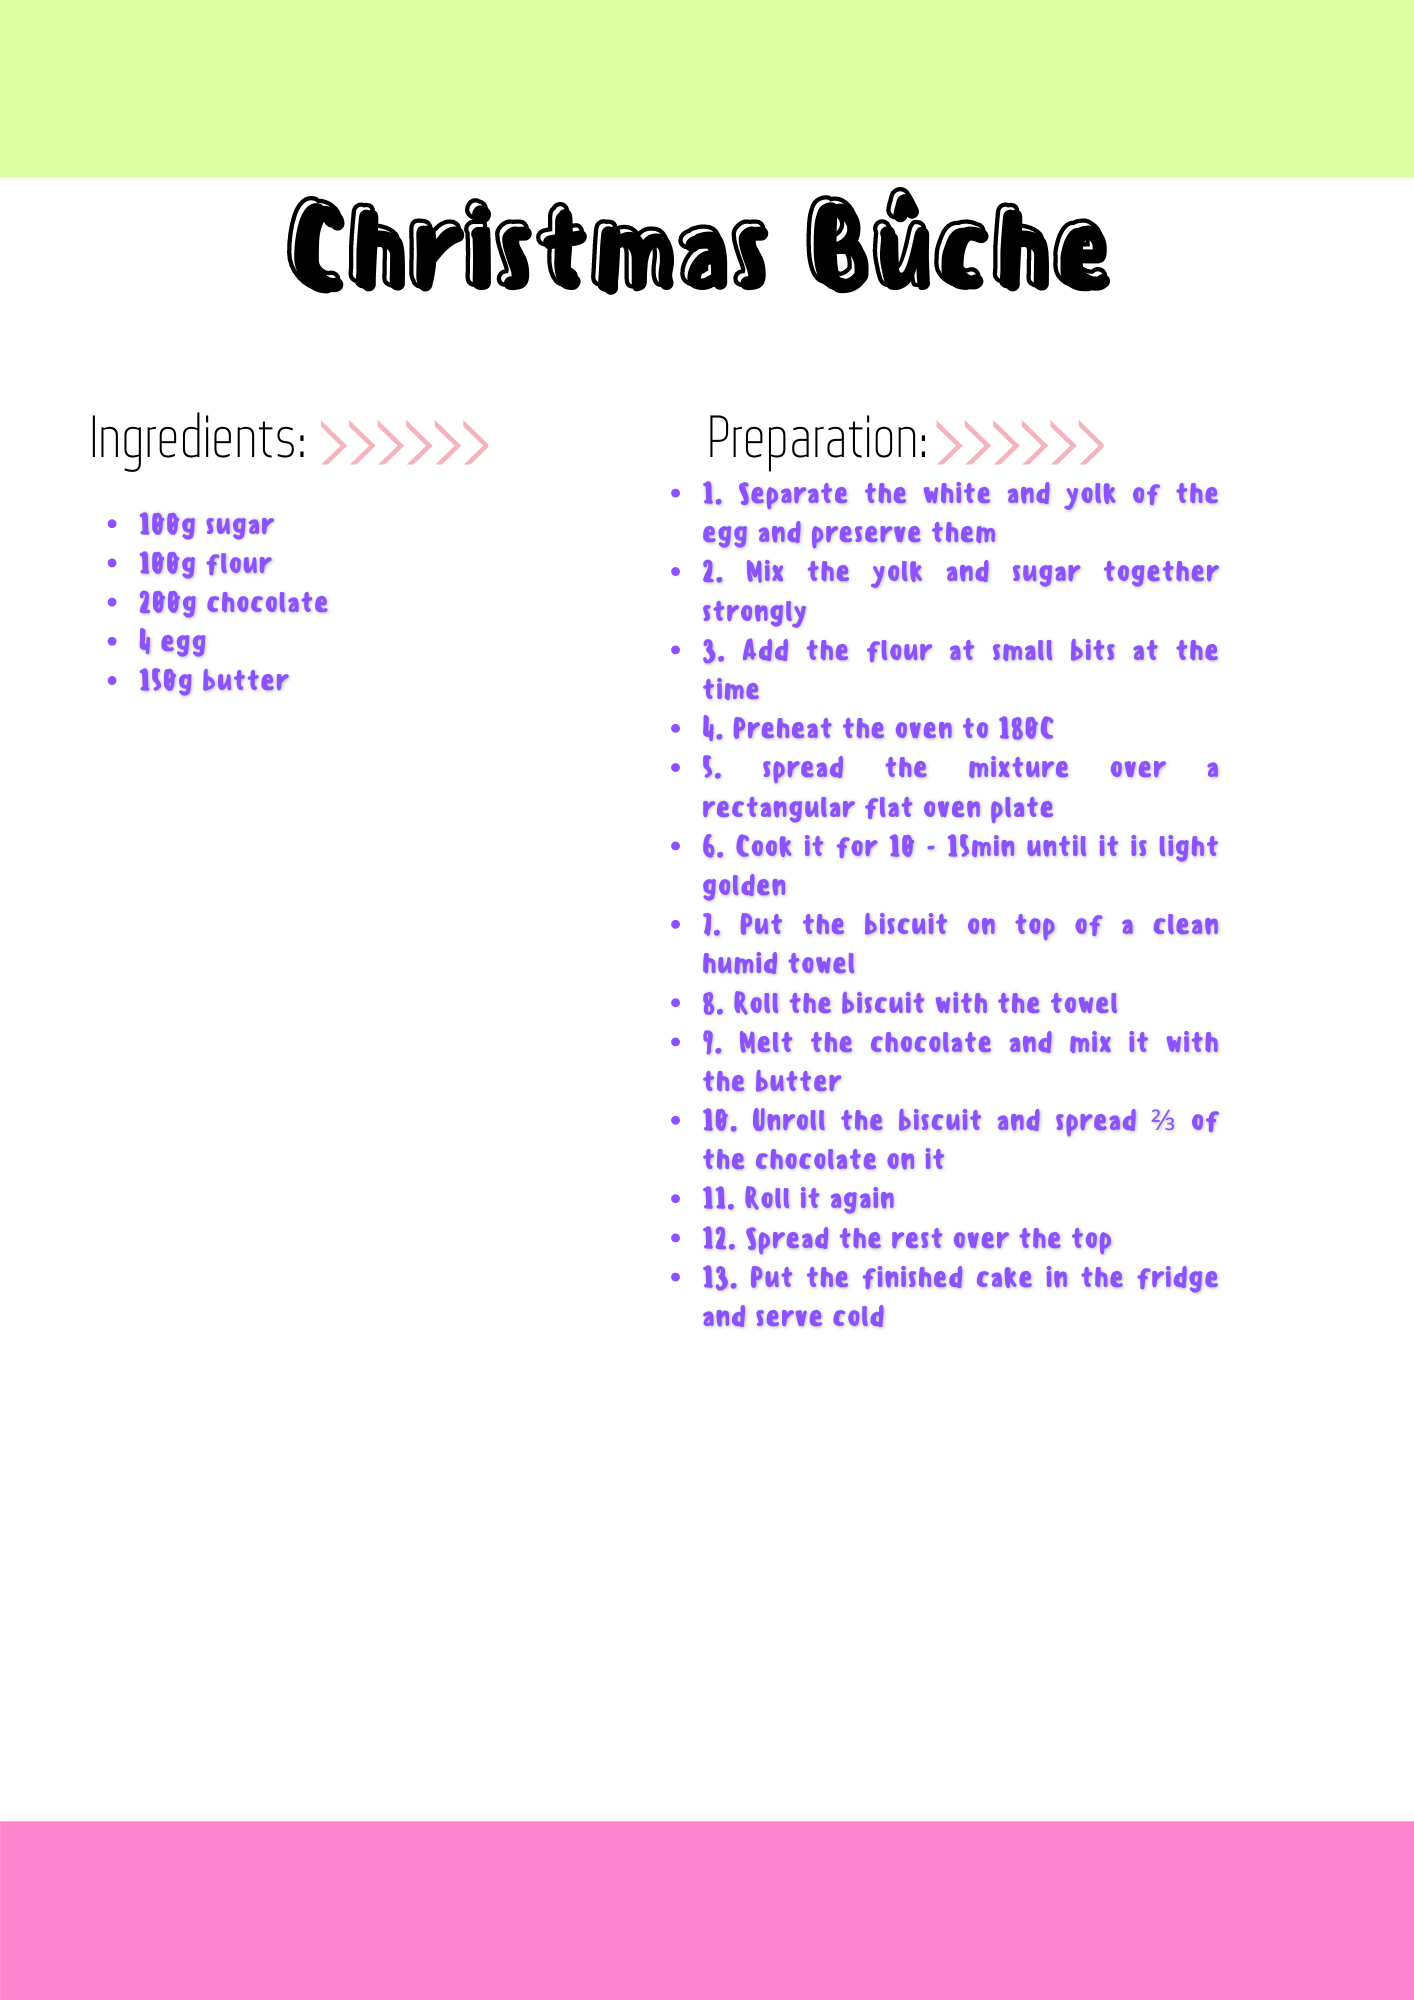 Christmas Bûche
Ingredients:
• 100g sugar
• 100g flour
• 200g chocolate
• 4 egg
• 150g butter
Preparation:
• 1. Separate the white and yolk of the
egg and preserve them
• 2. Mix the yolk and sugar together
strongly
• 3. Add the flour at small bits at the
time
• 4. Preheat the oven to 180C
• 5. spread the mixture over a
rectangular flat oven plate
• 6. Cook it for 10 - 15min until it is light
golden
• 7. Put the biscuit on top of a clean
humid towel
• 8. Roll the biscuit with the towel
• 9. Melt the chocolate and mix it with
the butter
• 10. Unroll the biscuit and spread ⅔ of
the chocolate on it
• 11. Roll it again
• 12. Spread the rest over the top
• 13. Put the finished cake in the fridge
and serve cold